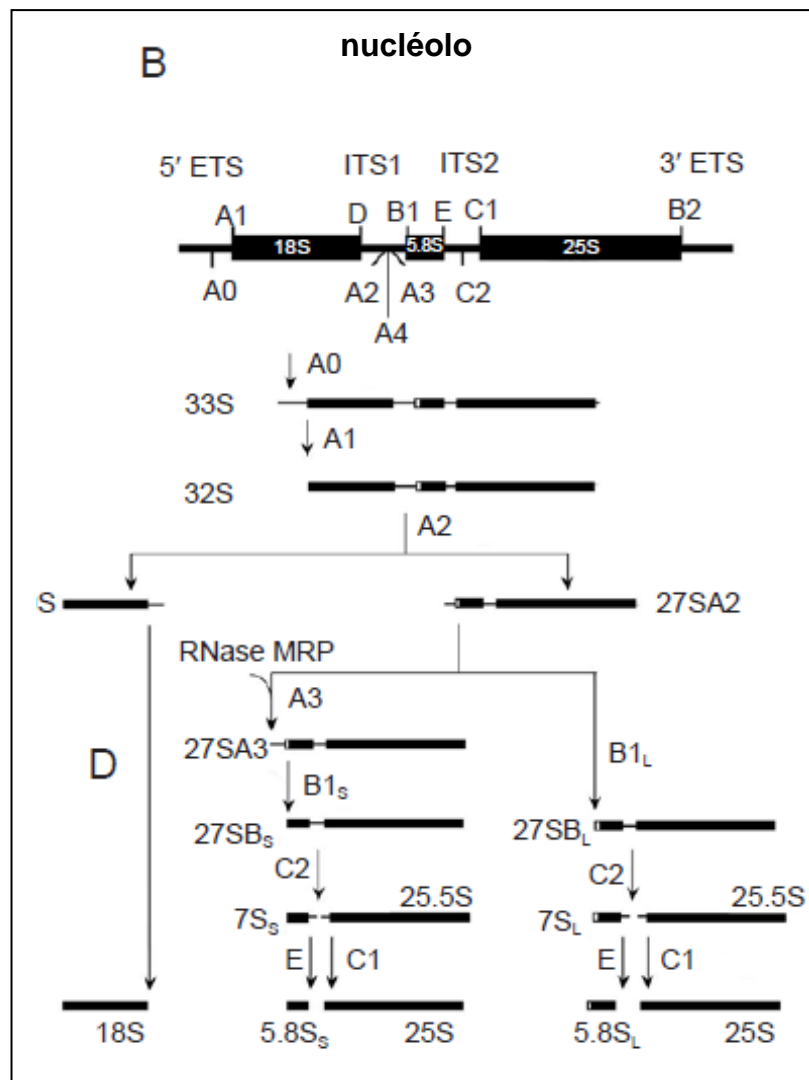 nucléolo
B
5' ETS ITS1 ITS2 3' ETS
A1 D B1 E C1 B2
18S 5.8S 25S
A0 A2 A3 C2
A4
A0
33S
A1
32S
A2
S 27SA2
RNase MRP
A3
27SA3
D B1L
B1S
27SBS 27SBL
C2 C2
25.5S 25.5S
7SS 7SL
E C1 E C1
18S 5.8SS 25S 5.8SL 25S